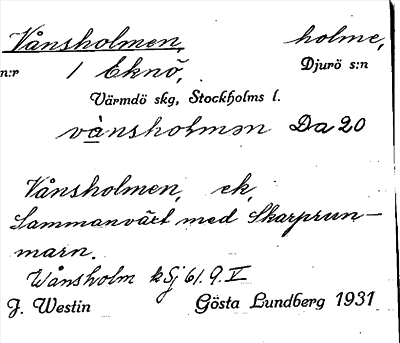 Vånsholmen, holme,
n:r 1 Eknö, Djurö s:n
Värmdö skg, Stockholms l.
vånshoɫmən Da 20
Vånsholmen, ek.
Sammanväxt med Skarprun-
marn.
Wånsholm kSj 61.9.V
J. Westin Gösta Lundberg 1931